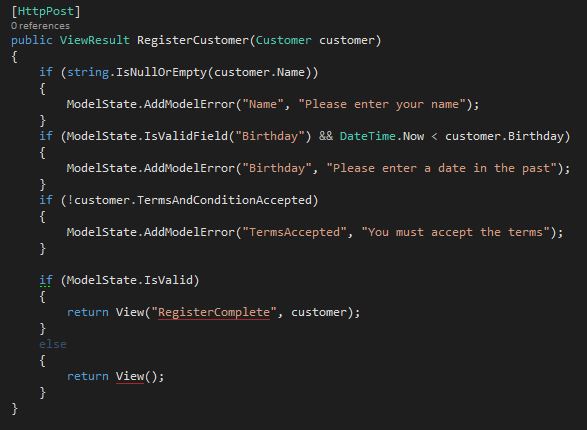 [HttpPost]
0 references
public ViewResult RegisterCustomer(Customer customer)
{
    if (string.IsNullOrEmpty(customer.Name))
    {
        ModelState.AddModelError("Name", "Please enter your name");
    }
    if (ModelState.IsValidField("Birthday") && DateTime.Now < customer.Birthday)
    {
        ModelState.AddModelError("Birthday", "Please enter a date in the past");
    }
    if (!customer.TermsAndConditionAccepted)
    {
        ModelState.AddModelError("TermsAccepted", "You must accept the terms");
    }

    if (ModelState.IsValid)
    {
        return View("RegisterComplete", customer);
    }
    else
    {
        return View();
    }
}